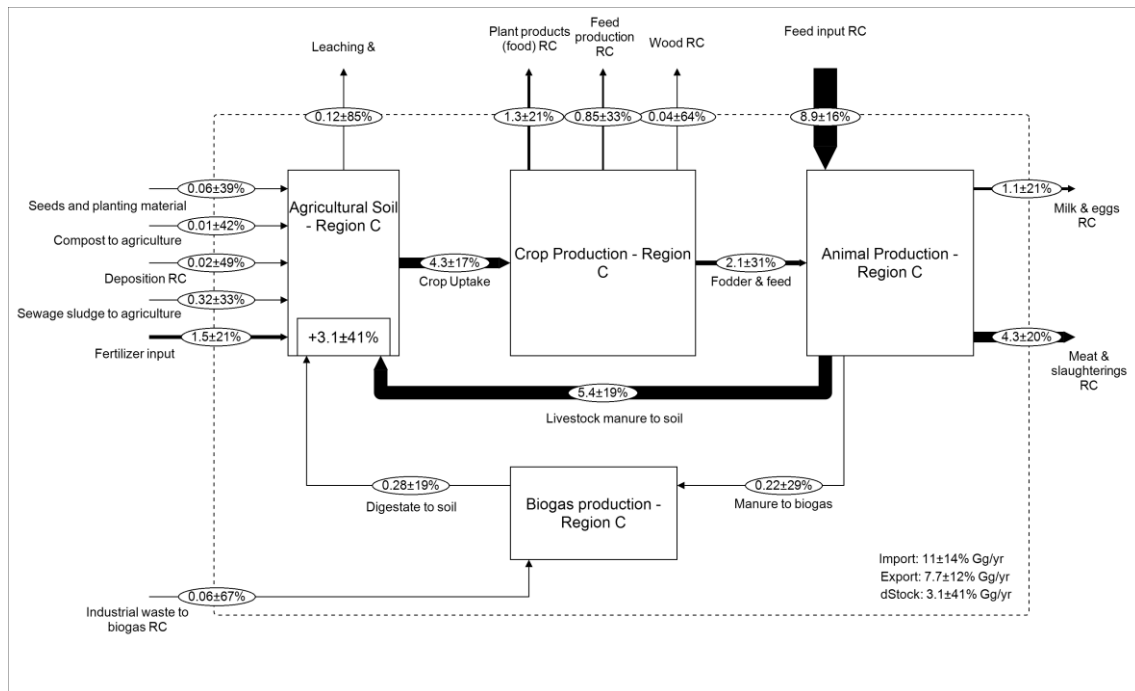 Leaching &
Plant products
(food) RC
Feed
production
RC
Wood RC
Feed input RC
0.12±85%
1.3±21%
0.85±33%
0.04±64%
8.9±16%
0.06±39%
Seeds and planting material
0.01±42%
Compost to agriculture
0.02±49%
Deposition RC
0.32±33%
Sewage sludge to agriculture
1.5±21%
Fertilizer input
Agricultural Soil
- Region C
+3.1±41%
4.3±17%
Crop Uptake
Crop Production - Region
C
2.1±31%
Fodder & feed
Animal Production -
Region C
1.1±21%
Milk & eggs
RC
4.3±20%
Meat &
slaughterings
RC
5.4±19%
Livestock manure to soil
0.28±19%
Digestate to soil
Biogas production -
Region C
0.22±29%
Manure to biogas
0.06±67%
Industrial waste to
biogas RC
Import: 11±14% Gg/yr
Export: 7.7±12% Gg/yr
dStock: 3.1±41% Gg/yr